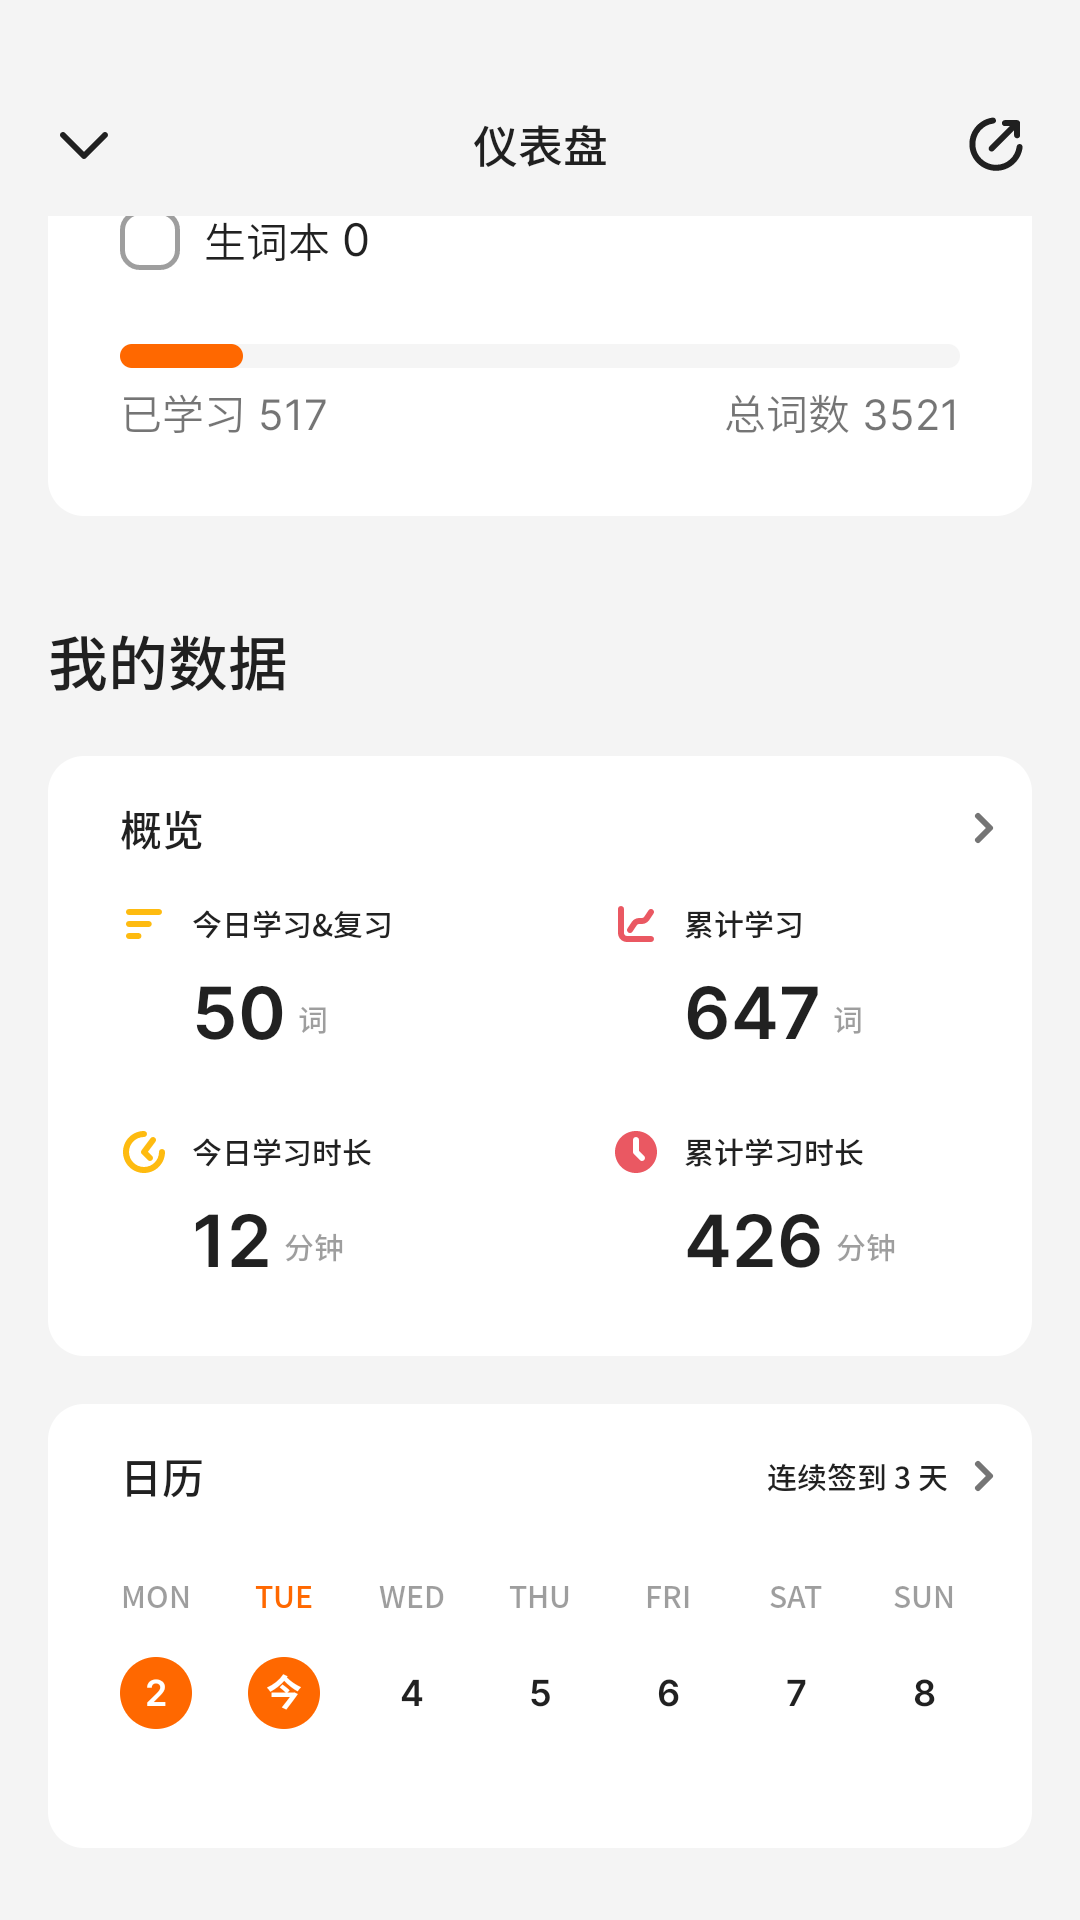 仪表盘
生词本 0
已学习 517 总词数 3521
我的数据
概览
今日学习&复习 累计学习
50 词 647 词
今日学习时长 累计学习时长
12 分钟 426 分钟
日历 连续签到 3 天
MON TUE WED THU FRI SAT SUN
2 今 4 5 6 7 8